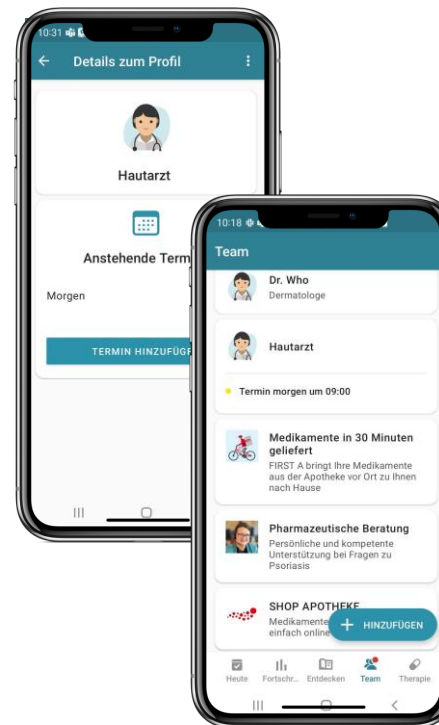 10:31
Details zum Profil
Hautarzt
Anstehende Term
Morgen
TERMIN HINZUFÜGE
10:18
Team
Dr. Who
Dermatologe
Hautarzt
Termin morgen um 09:00
Medikamente in 30 Minuten
geliefert
FIRST A bringt Ihre Medikamente
aus der Apotheke vor Ort zu Ihnen
nach Hause
Pharmazeutische Beratung
Persönliche und kompetente
Unterstützung bei Fragen zu
Psoriasis
SHOP APOTHEKE
Medikamente
einfach online
+ HINZUFÜGEN
Heute Fortschr... Entdecken Team Therapie